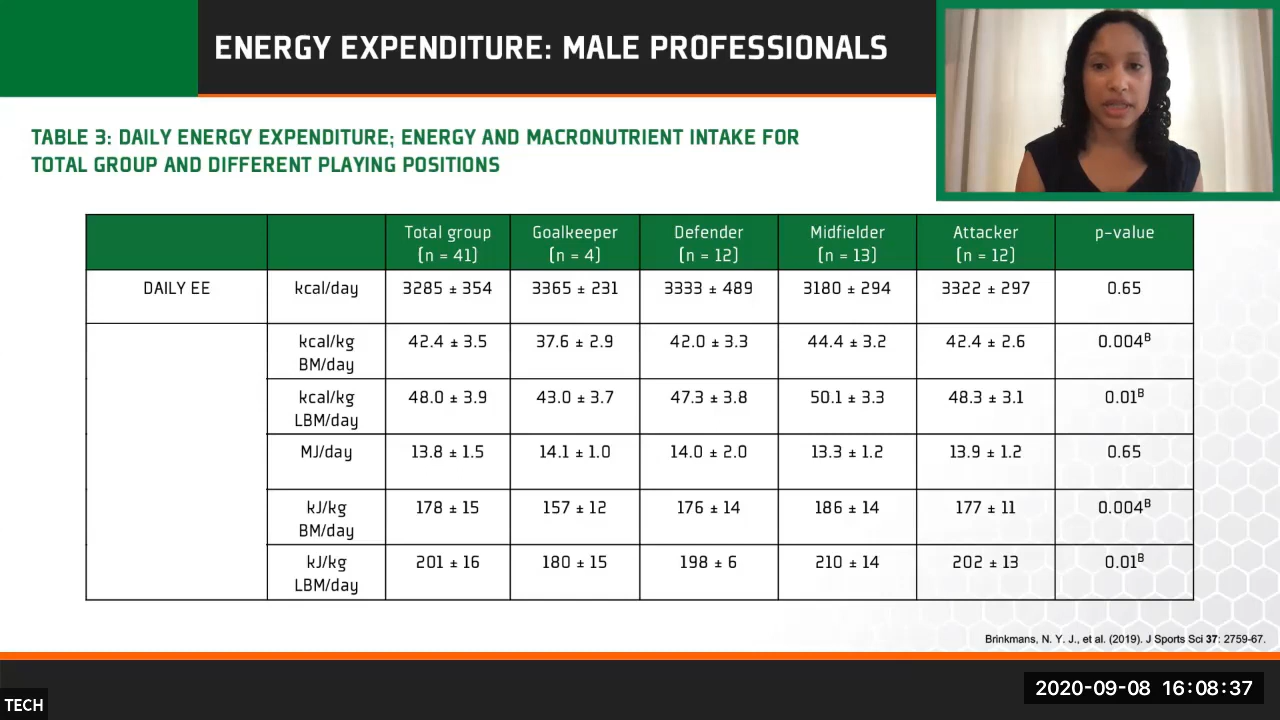 ENERGY EXPENDITURE: MALE PROFESSIONALS
TABLE 3: DAILY ENERGY EXPENDITURE; ENERGY AND MACRONUTRIENT INTAKE FOR
TOTAL GROUP AND DIFFERENT PLAYING POSITIONS
Total group (n = 41) Goalkeeper (n = 4) Defender (n = 12) Midfielder (n = 13) Attacker (n = 12) p-value
DAILY EE kcal/day 3285 ± 354 3365 ± 231 3333 ± 489 3180 ± 294 3322 ± 297 0.65
kcal/kg BM/day 42.4 ± 3.5 37.6 ± 2.9 42.0 ± 3.3 44.4 ± 3.2 42.4 ± 2.6 0.004ᴮ
kcal/kg LBM/day 48.0 ± 3.9 43.0 ± 3.7 47.3 ± 3.8 50.1 ± 3.3 48.3 ± 3.1 0.01ᴮ
MJ/day 13.8 ± 1.5 14.1 ± 1.0 14.0 ± 2.0 13.3 ± 1.2 13.9 ± 1.2 0.65
kJ/kg BM/day 178 ± 15 157 ± 12 176 ± 14 186 ± 14 177 ± 11 0.004ᴮ
kJ/kg LBM/day 201 ± 16 180 ± 15 198 ± 6 210 ± 14 202 ± 13 0.01ᴮ
Brinkmans, N. Y. J., et al. (2019). J Sports Sci 37: 2759-67.
2020-09-08 16:08:37
TECH